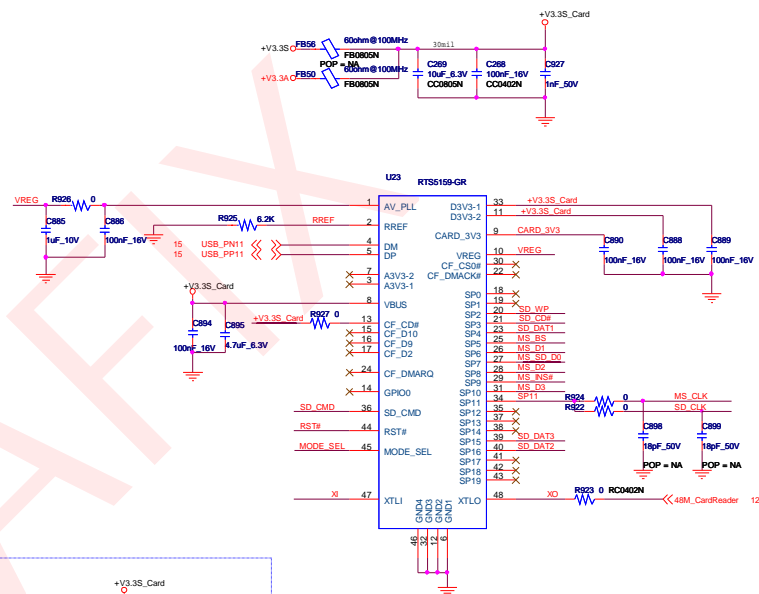 +V3.3S_Card
+V3.3S FB56 60ohm@100MHz 30mil
FB0805N
POP = NA
+V3.3A FB50 60ohm@100MHz
FB0805N
C269
10uF_6.3V
CC0805N
C268
100nF_16V
CC0402N
C927
1nF_50V
U23 RTS5159-GR
VREG R926 0
C885
1uF_10V
C886
100nF_16V
R925 6.2K RREF
15 USB_PN11
15 USB_PP11
+V3.3S_Card
C894
100nF_16V
C895
4.7uF_6.3V
+V3.3S_Card R927 0
SD_CMD
RST#
MODE_SEL
XI
1 AV_PLL
2 RREF
4 DM
5 DP
7 A3V3-2
3 A3V3-1
8 VBUS
13 CF_CD#
15 CF_D10
16 CF_D9
17 CF_D2
24 CF_DMARQ
14 GPIO0
36 SD_CMD
44 RST#
45 MODE_SEL
47 XTLI
GND4 46
GND3 32
GND2 12
GND1 6
D3V3-1 33 +V3.3S_Card
D3V3-2 11 +V3.3S_Card
CARD_3V3 9 CARD_3V3
VREG 10 VREG
CF_CS0# 30
CF_DMACK# 22
SP0 18
SP1 19
SP2 20 SD_WP
SP3 21 SD_CD#
SP4 23 SD_DAT1
SP5 25 MS_BS
SP6 26 MS_D1
SP7 27 MS_SD_D0
SP8 28 MS_D2
SP9 29 MS_INS#
SP10 31 MS_D3
SP11 34 SP11
SP12 35
SP13 37
SP14 38
SP15 39 SD_DAT3
SP16 40 SD_DAT2
SP17 41
SP18 42
SP19 43
XTLO 48 XO
C890
100nF_16V
C888
100nF_16V
C889
100nF_16V
R924 0 MS_CLK
R922 0 SD_CLK
C898
18pF_50V
POP = NA
C899
18pF_50V
POP = NA
R923 0 RC0402N
48M_CardReader 12
+V3.3S_Card